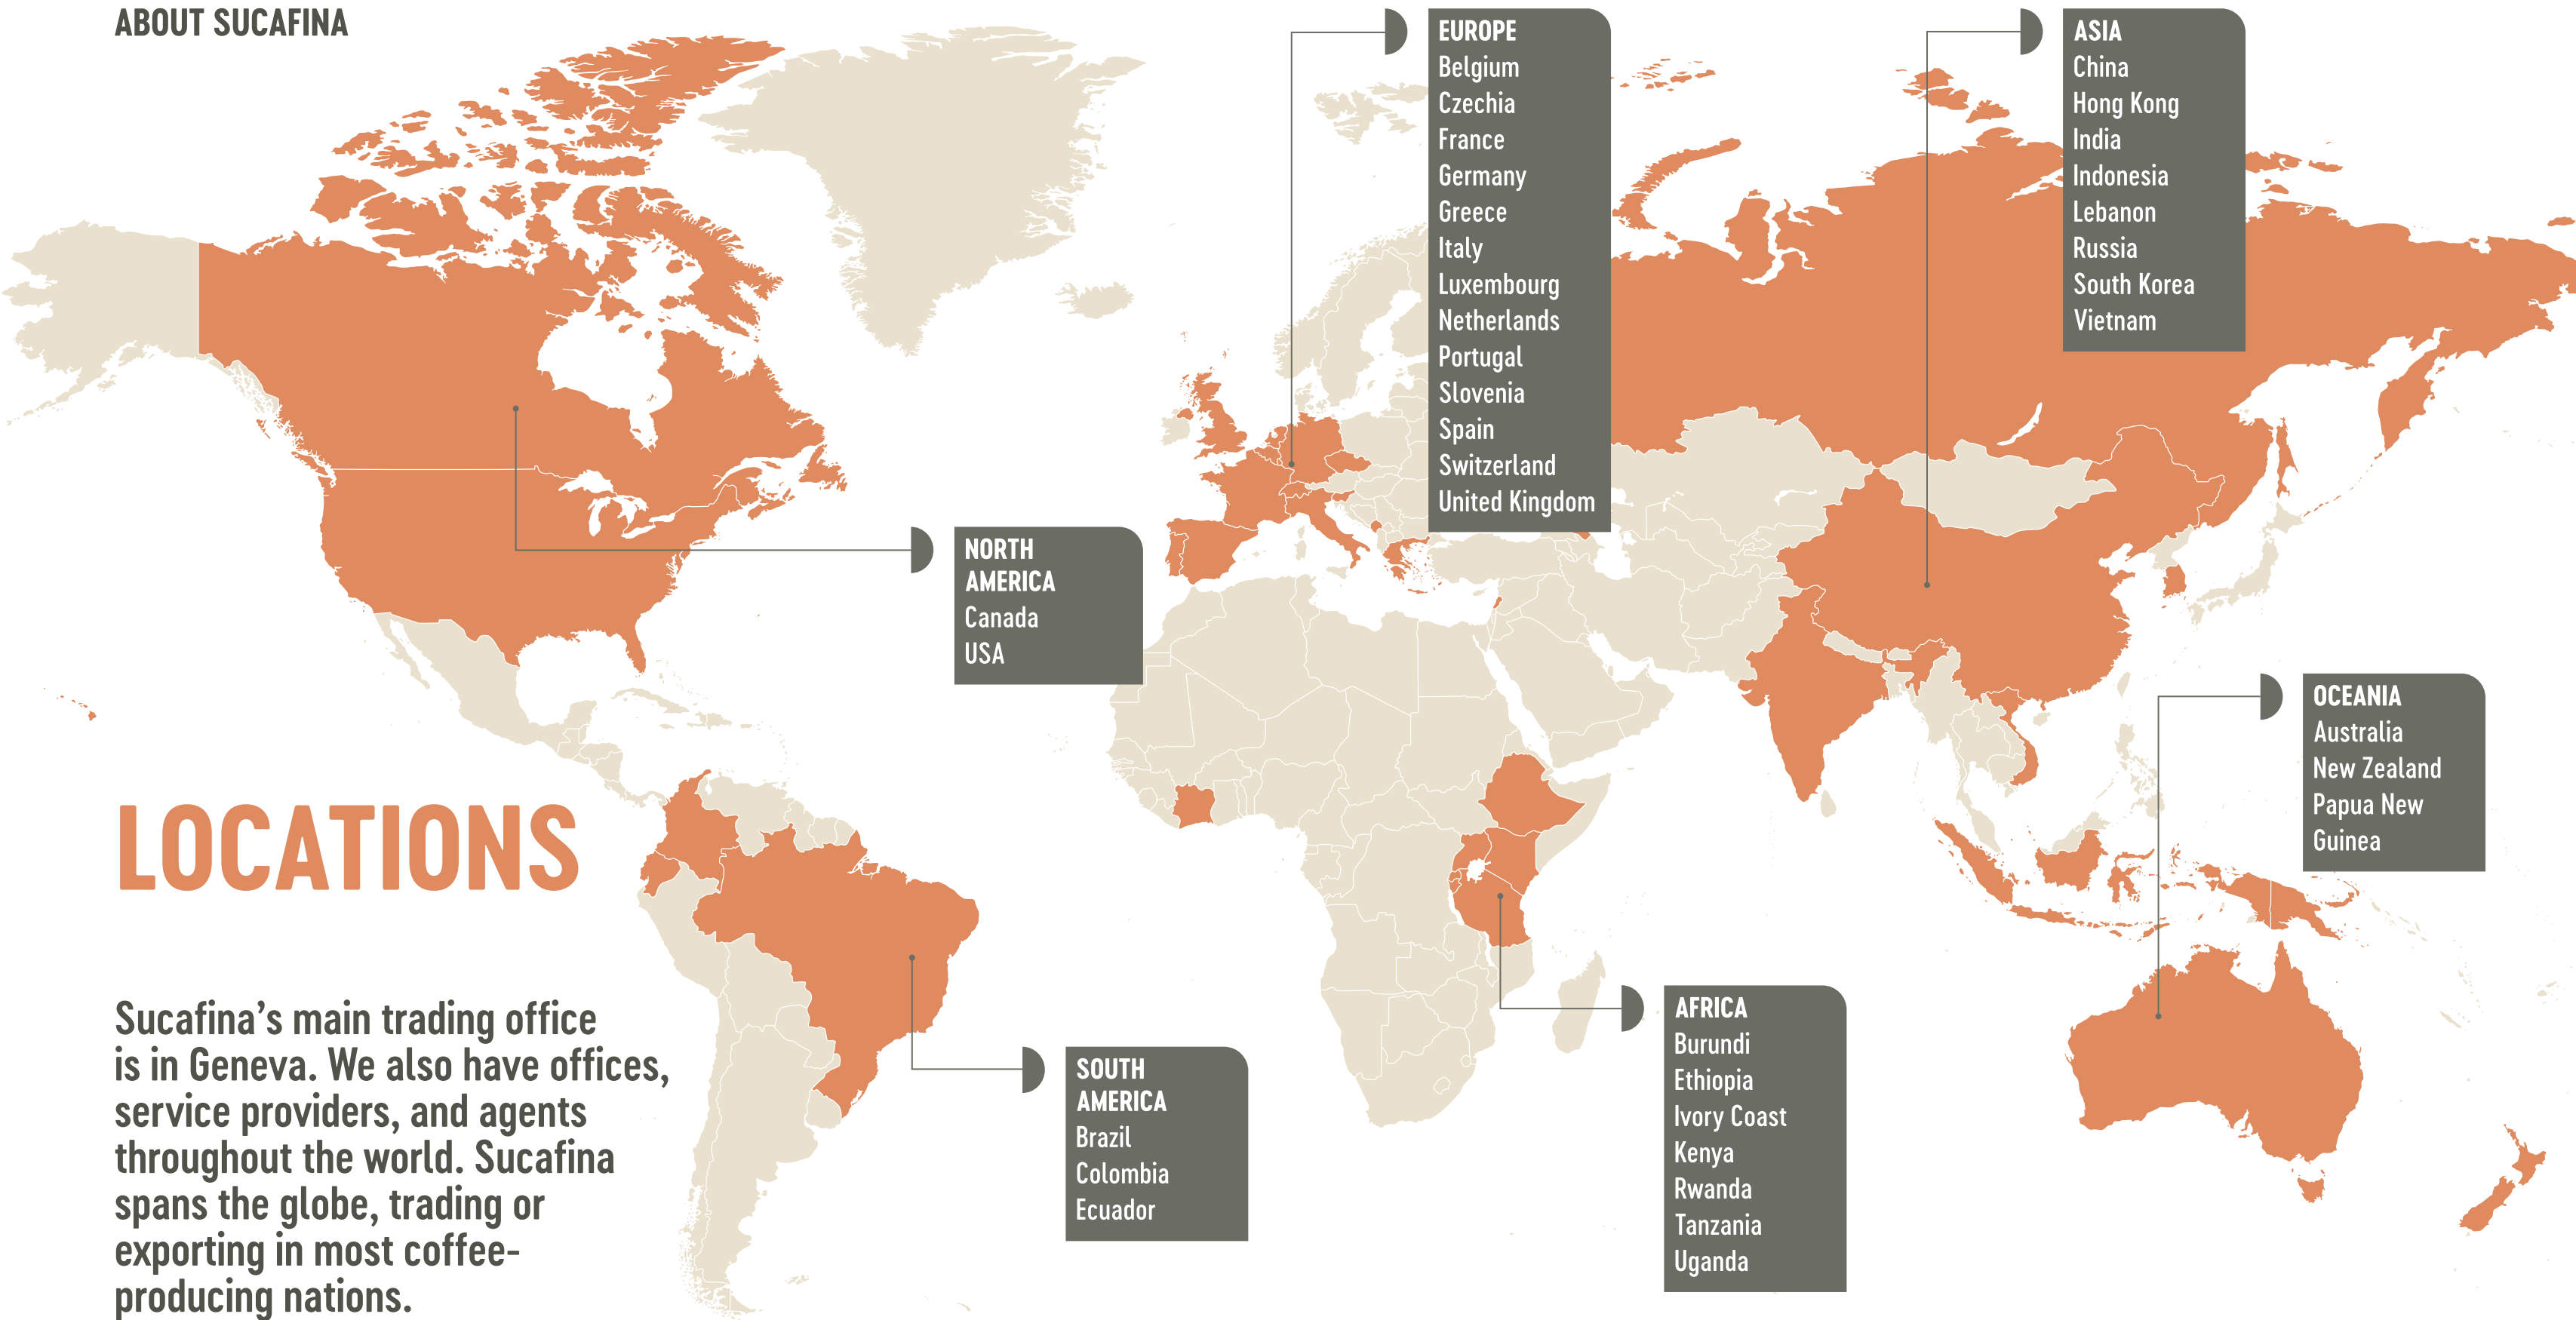 ABOUT SUCAFINA
EUROPE
Belgium
Czechia
France
Germany
Greece
Italy
Luxembourg
Netherlands
Portugal
Slovenia
Spain
Switzerland
United Kingdom
ASIA
China
Hong Kong
India
Indonesia
Lebanon
Russia
South Korea
Vietnam
NORTH
AMERICA
Canada
USA
OCEANIA
Australia
New Zealand
Papua New
Guinea
LOCATIONS
Sucafina’s main trading office
is in Geneva. We also have offices,
service providers, and agents
throughout the world. Sucafina
spans the globe, trading or
exporting in most coffee-
producing nations.
SOUTH
AMERICA
Brazil
Colombia
Ecuador
AFRICA
Burundi
Ethiopia
Ivory Coast
Kenya
Rwanda
Tanzania
Uganda